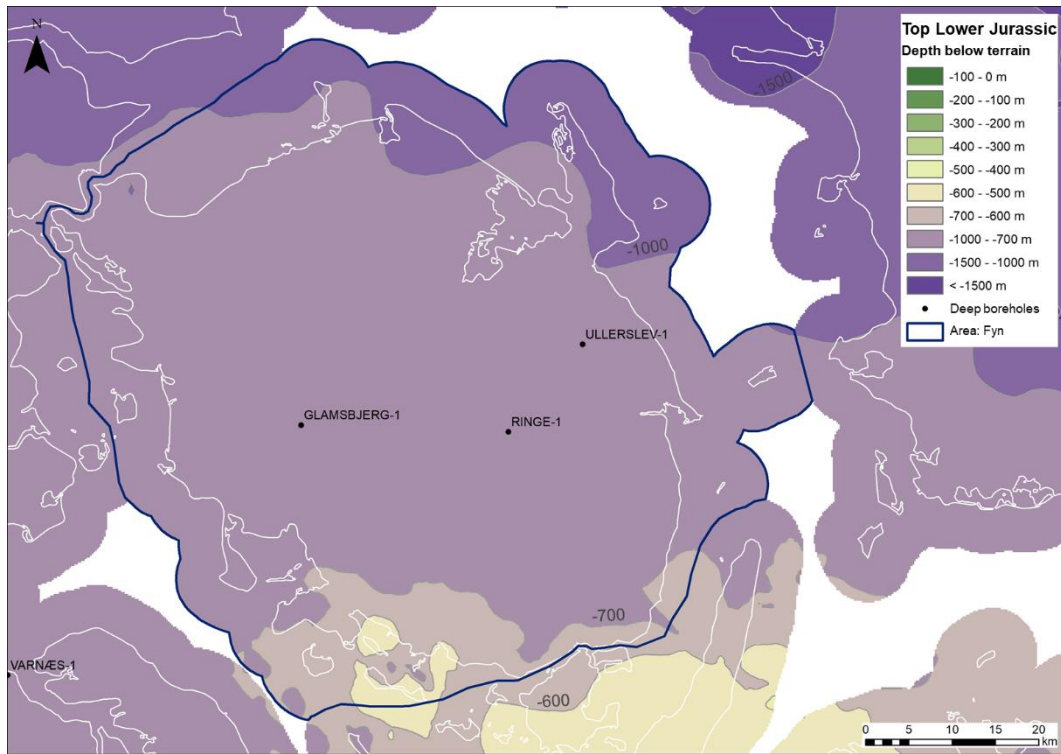 N
Top Lower Jurassic
Depth below terrain
-100 - 0 m
-200 - -100 m
-300 - -200 m
-400 - -300 m
-500 - -400 m
-600 - -500 m
-700 - -600 m
-1000 - -700 m
-1500 - -1000 m
< -1500 m
Deep boreholes
Area: Fyn
-1500
-1000
ULLERSLEV-1
GLAMSBJERG-1
RINGE-1
-700
VARNÆS-1
-600
0 5 10 15 20
km